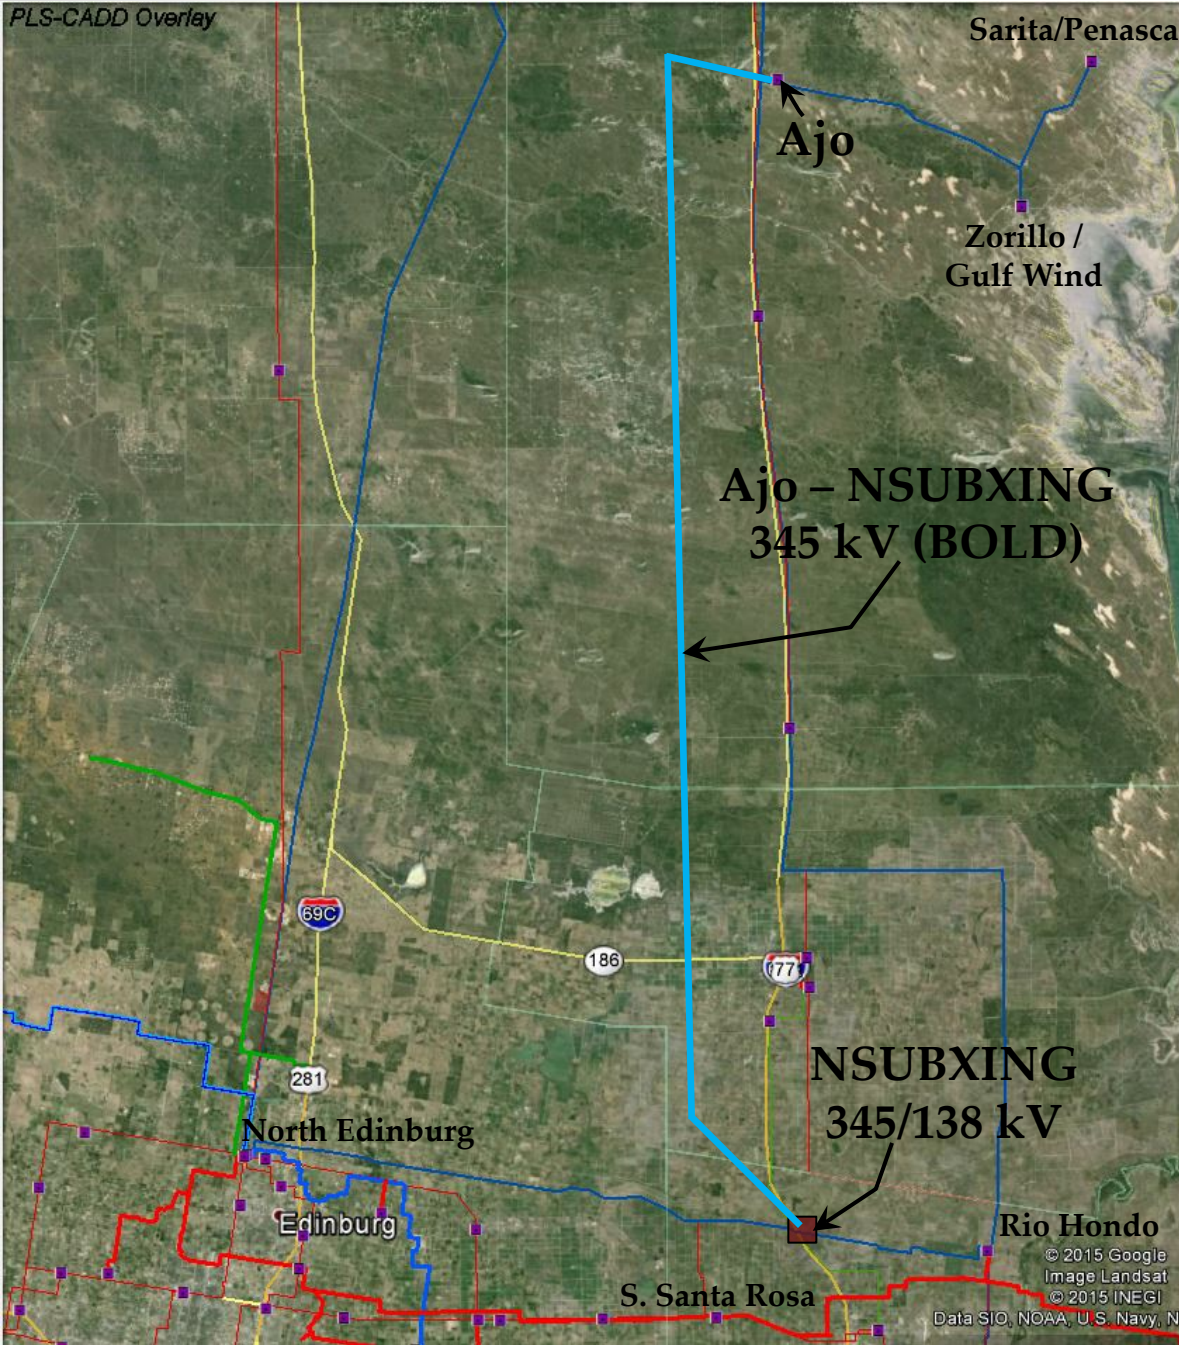 PLS-CADD Overlay
Sarita/Penasca
Ajo
Zorillo /
Gulf Wind
Ajo – NSUBXING
345 kV (BOLD)
69C
186
77
NSUBXING
345/138 kV
281
North Edinburg
Edinburg
Rio Hondo
S. Santa Rosa
© 2015 Google
Image Landsat
© 2015 INEGI
Data SIO, NOAA, U.S. Navy, N